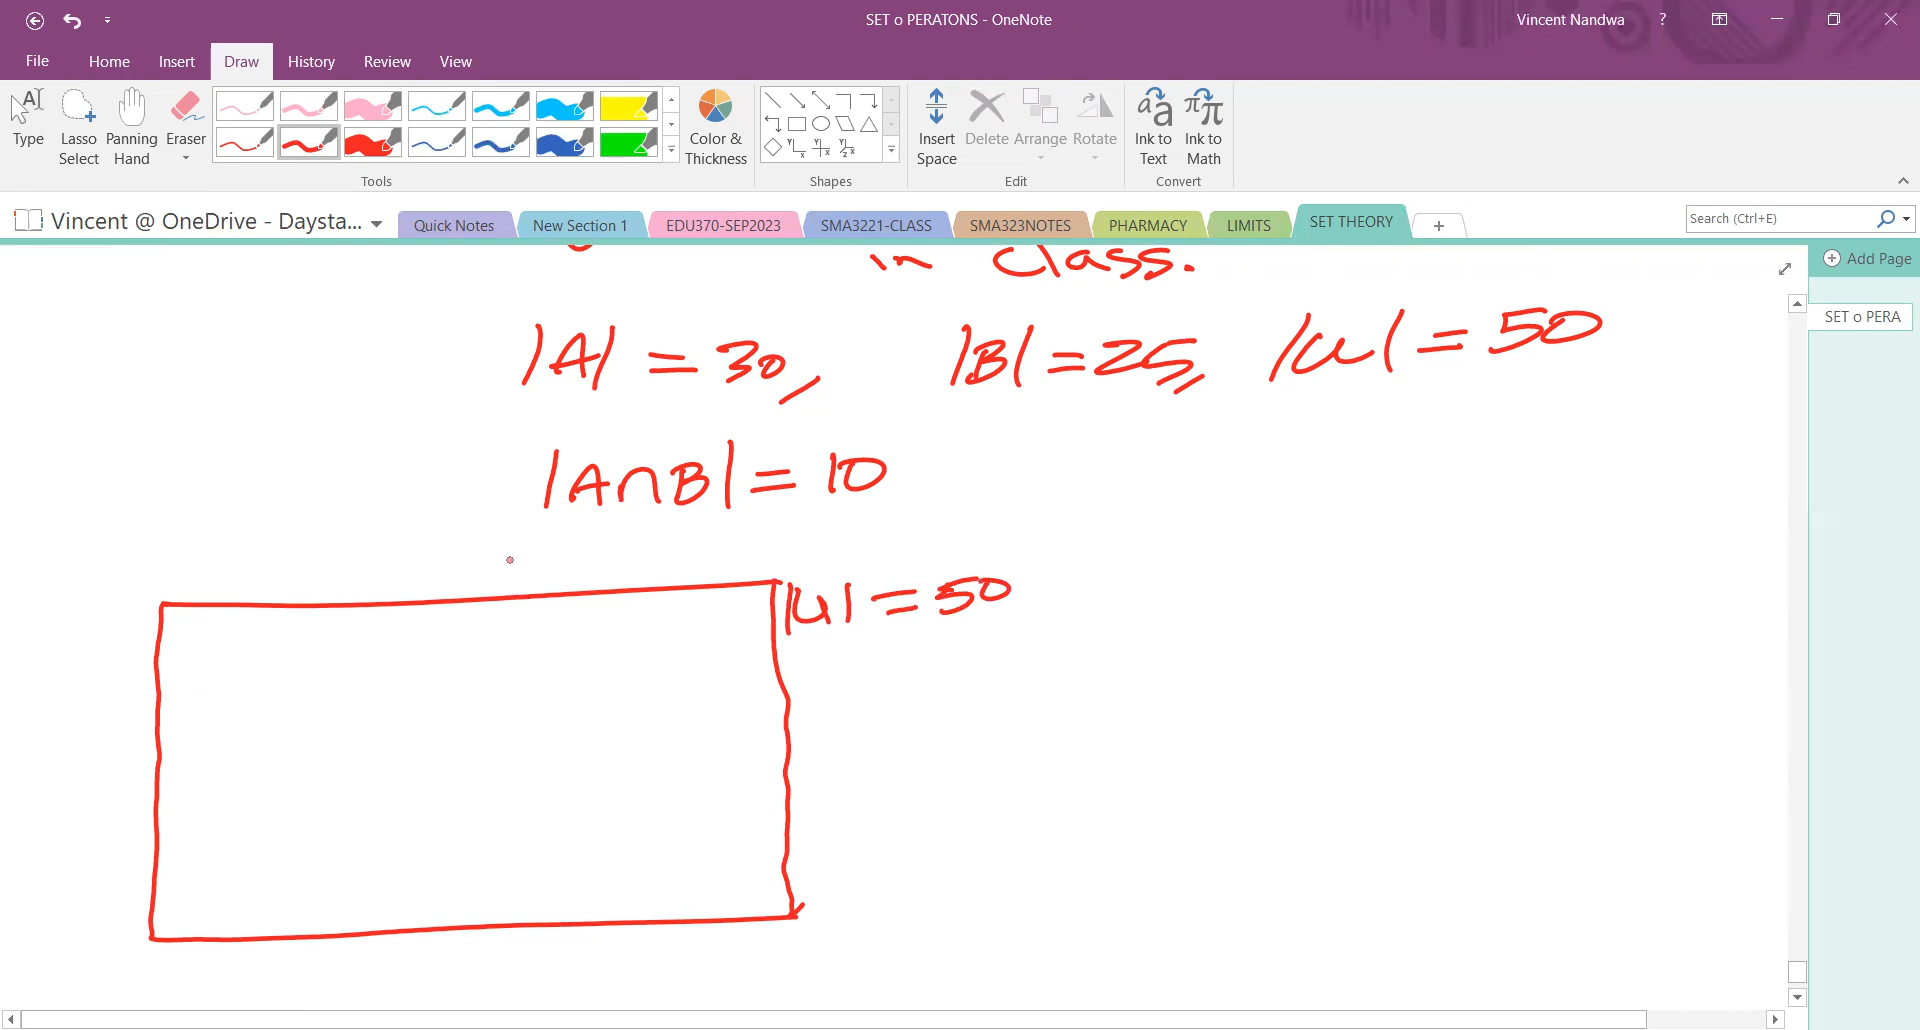 SET o PERATONS - OneNote
Vincent Nandwa
?
File Home Insert Draw History Review View
Type
Lasso Select
Panning Hand
Eraser
Color & Thickness
Insert Space
Delete
Arrange
Rotate
Ink to Text
Ink to Math
Tools
Shapes
Edit
Convert
Vincent @ OneDrive - Daysta...
Quick Notes
New Section 1
EDU370-SEP2023
SMA3221-CLASS
SMA323NOTES
PHARMACY
LIMITS
SET THEORY
+
Search (Ctrl+E)
Add Page
SET o PERA
in class.
|A| = 30, |B| = 25, |U| = 50
|A∩B| = 10
|U| = 50